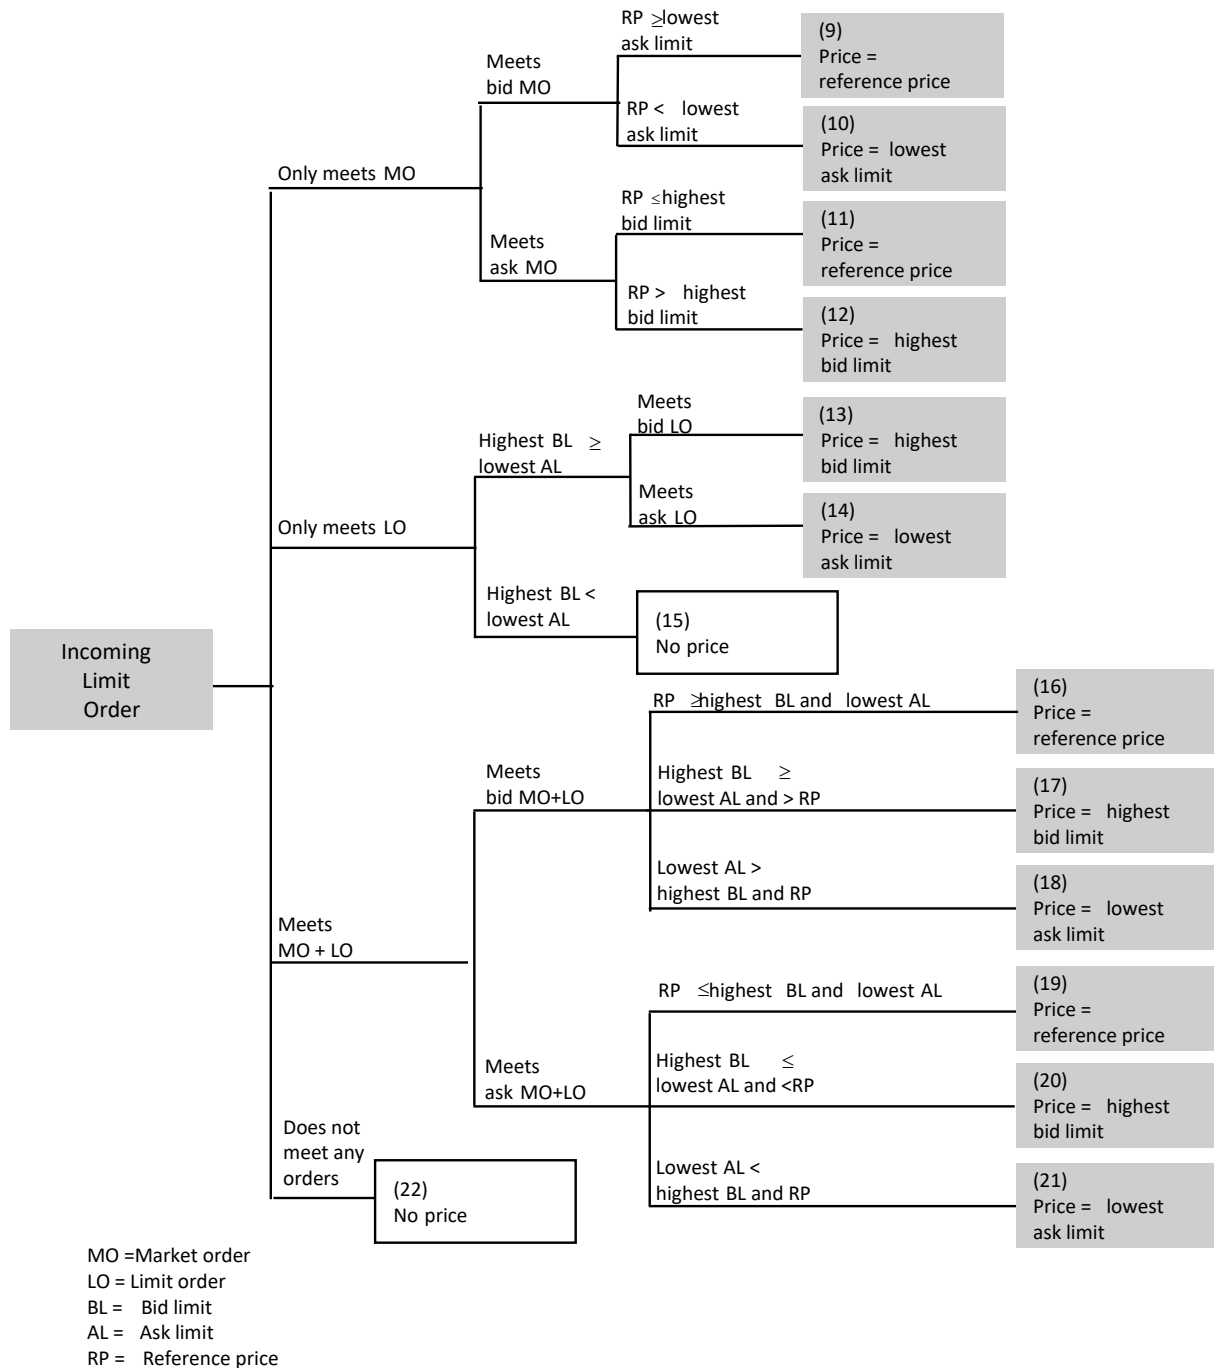 RP ≥lowest
ask limit
(9)
Price =
reference price
Meets
bid MO
RP < lowest
ask limit
(10)
Price = lowest
ask limit
Only meets MO
RP ≤highest
bid limit
(11)
Price =
reference price
Meets
ask MO
RP > highest
bid limit
(12)
Price = highest
bid limit
Meets
bid LO
(13)
Price = highest
bid limit
Highest BL ≥
lowest AL
Meets
ask LO
(14)
Price = lowest
ask limit
Only meets LO
Highest BL <
lowest AL
(15)
No price
Incoming
Limit
Order
RP ≥highest BL and lowest AL
(16)
Price =
reference price
Meets
bid MO+LO
Highest BL ≥
lowest AL and > RP
(17)
Price = highest
bid limit
Lowest AL >
highest BL and RP
(18)
Price = lowest
ask limit
Meets
MO + LO
RP ≤highest BL and lowest AL
(19)
Price =
reference price
Meets
ask MO+LO
Highest BL ≤
lowest AL and <RP
(20)
Price = highest
bid limit
Lowest AL <
highest BL and RP
(21)
Price = lowest
ask limit
Does not
meet any
orders
(22)
No price
MO =Market order
LO = Limit order
BL = Bid limit
AL = Ask limit
RP = Reference price